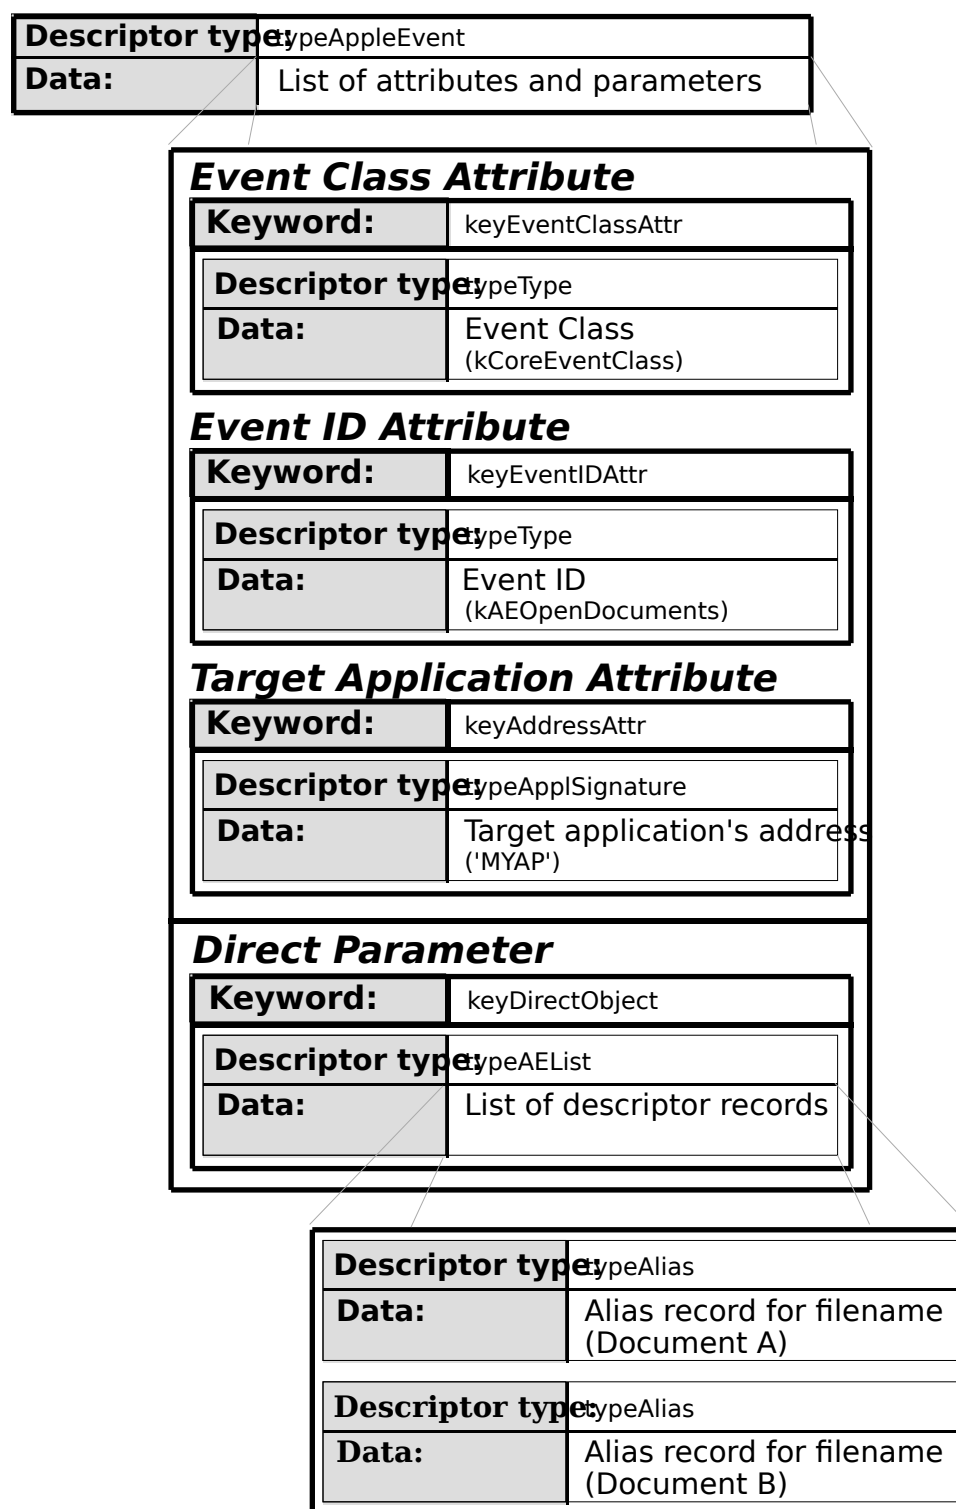 Descriptor type: typeAppleEvent
Data: List of attributes and parameters
Event Class Attribute
Keyword: keyEventClassAttr
Descriptor type: typeType
Data: Event Class
(kCoreEventClass)
Event ID Attribute
Keyword: keyEventIDAttr
Descriptor type: typeType
Data: Event ID
(kAEOpenDocuments)
Target Application Attribute
Keyword: keyAddressAttr
Descriptor type: typeApplSignature
Data: Target application's address
('MYAP')
Direct Parameter
Keyword: keyDirectObject
Descriptor type: typeAEList
Data: List of descriptor records
Descriptor type: typeAlias
Data: Alias record for filename
(Document A)
Descriptor type: typeAlias
Data: Alias record for filename
(Document B)